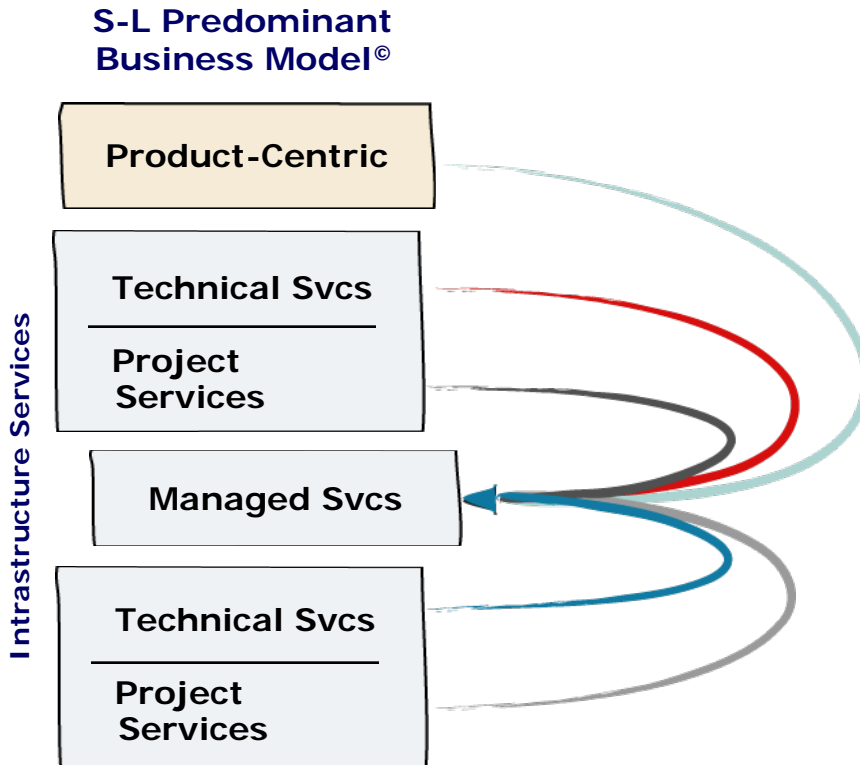 S-L Predominant
Business Model©
Product-Centric
Technical Svcs
Project
Services
Intrastructure Services
Managed Svcs
Technical Svcs
Project
Services